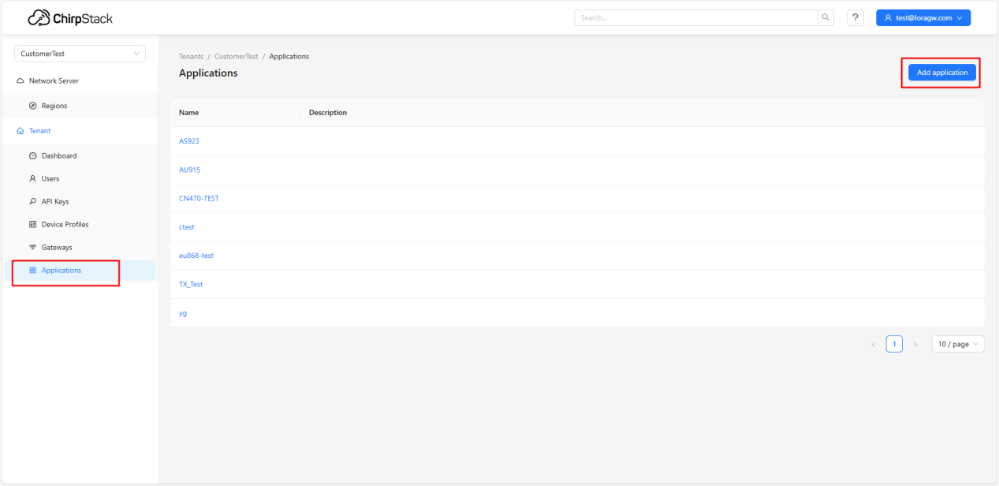 ChirpStack
Search...
?
test@loragw.com
CustomerTest
Network Server
Regions
Tenant
Dashboard
Users
API Keys
Device Profiles
Gateways
Applications
Tenants / CustomerTest / Applications
Applications
Add application
Name Description
AS923
AU915
CN470-TEST
ctest
eu868-test
TX_Test
yg
< 1 > 10 / page